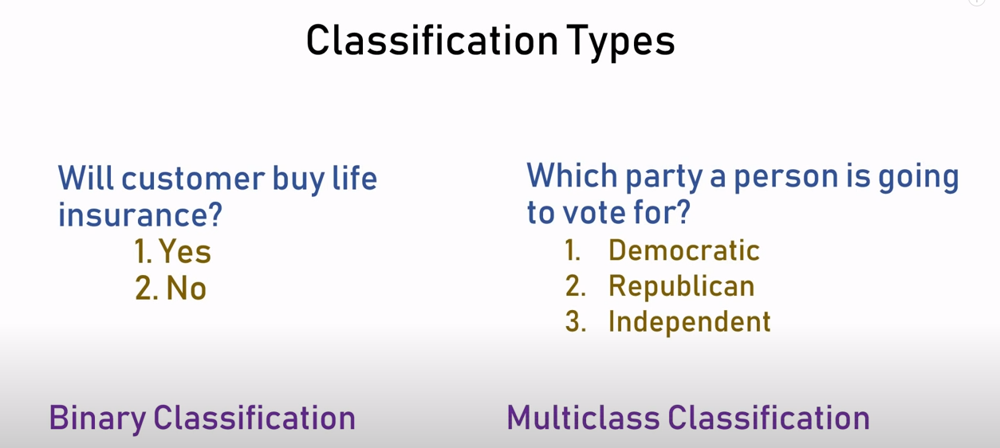 Classification Types
Will customer buy life
insurance?
1. Yes
2. No
Which party a person is going
to vote for?
1. Democratic
2. Republican
3. Independent
Binary Classification
Multiclass Classification